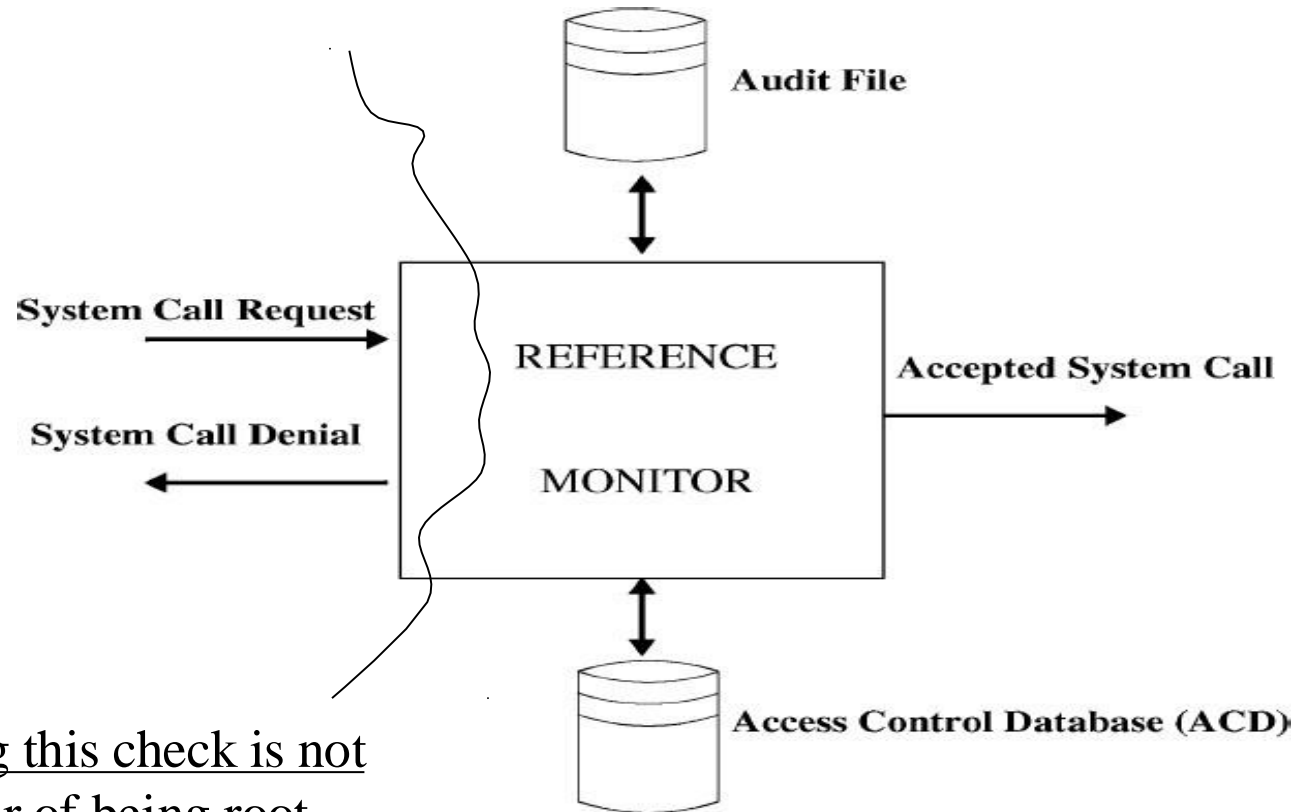 Audit File
System Call Request
REFERENCE
Accepted System Call
System Call Denial
MONITOR
Access Control Database (ACD)
this check is not
of being root